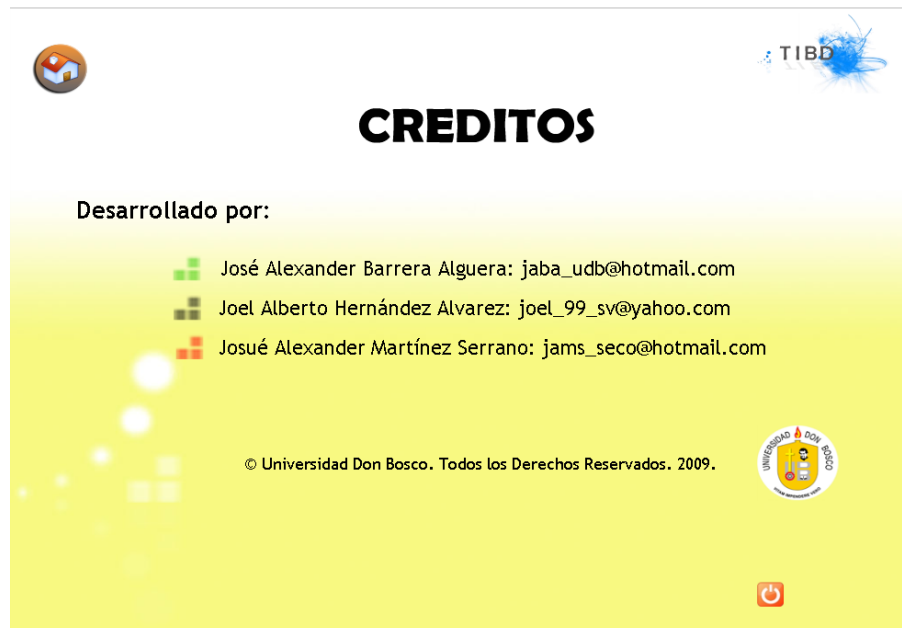 TIBD
CREDITOS
Desarrollado por:
José Alexander Barrera Alguera: jaba_udb@hotmail.com
Joel Alberto Hernández Alvarez: joel_99_sv@yahoo.com
Josué Alexander Martínez Serrano: jams_seco@hotmail.com
© Universidad Don Bosco. Todos los Derechos Reservados. 2009.
UNIVERSIDAD DON BOSCO